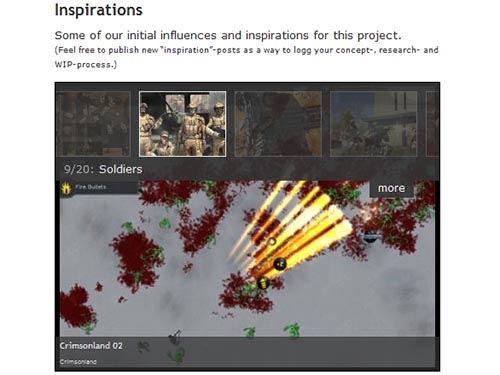 Inspirations
Some of our initial influences and inspirations for this project.
(Feel free to publish new “inspiration”-posts as a way to logg your concept-, research- and
WIP-process.)
9/20: Soldiers
Fire Bullets
more
Crimsonland 02
Crimsonland